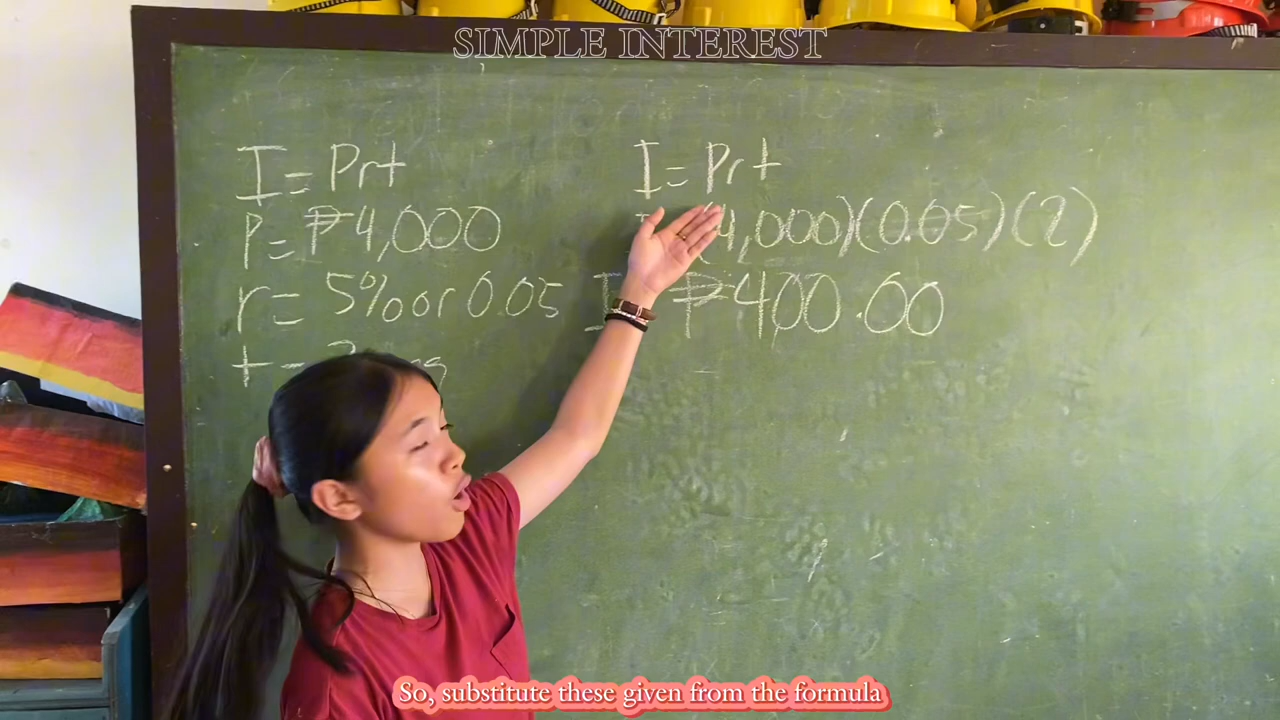 SIMPLE INTEREST
I = Prt
P = ₱4,000
r = 5% or 0.05
t =
I = Prt
(4,000)(0.05)(2)
I ₱400.00
So, substitute these given from the formula